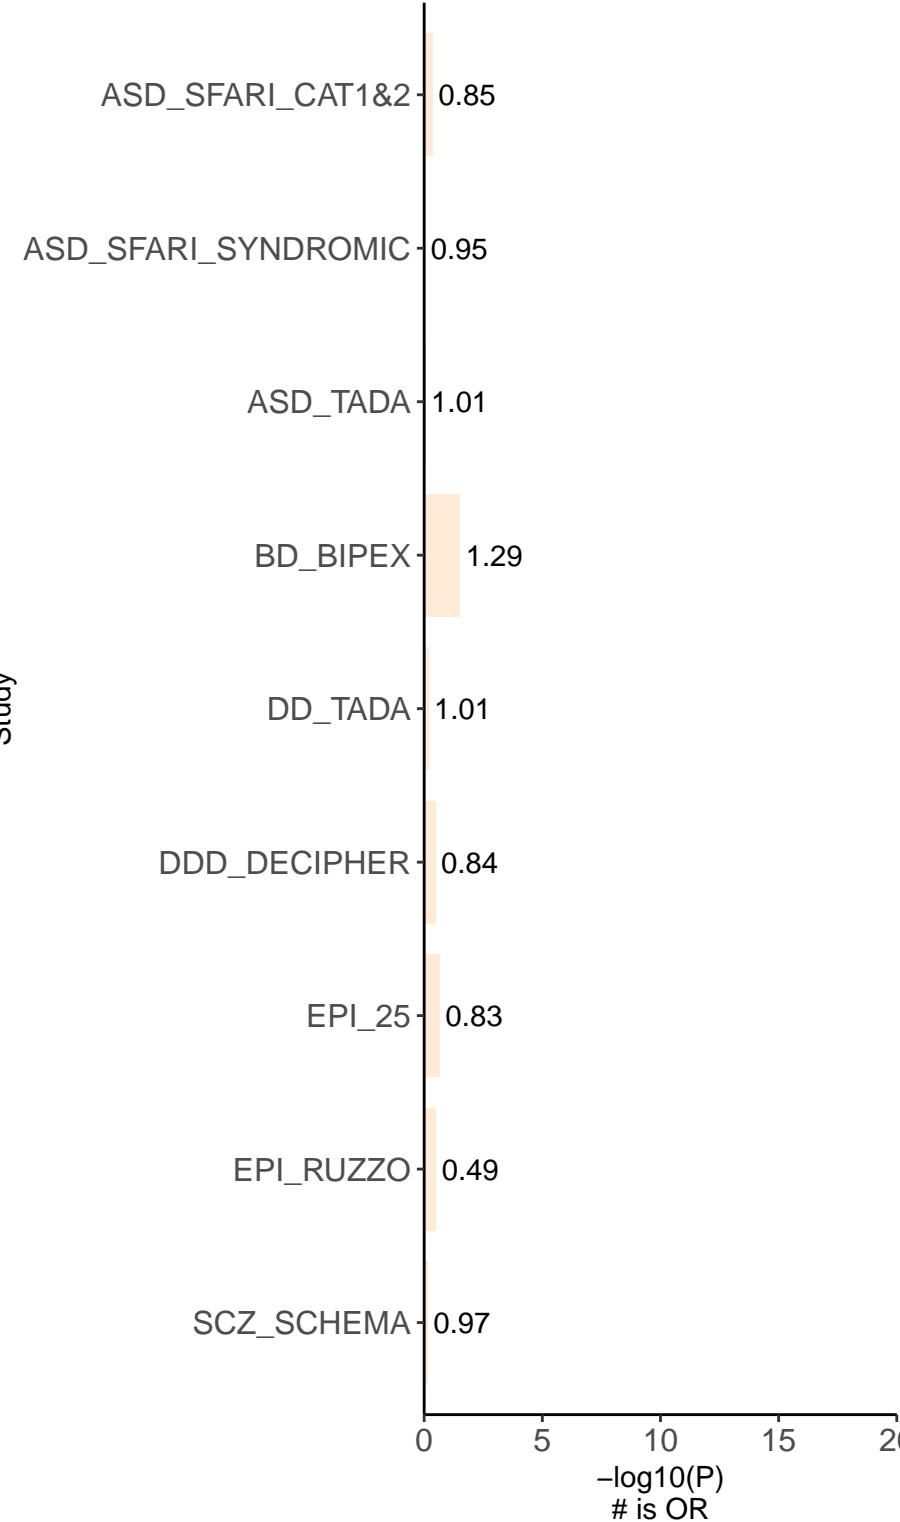 ASD_SFARI_CAT1&2 0.85
ASD_SFARI_SYNDROMIC 0.95
ASD_TADA 1.01
BD_BIPEX 1.29
Study
DD_TADA 1.01
DDD_DECIPHER 0.84
EPI_25 0.83
EPI_RUZZO 0.49
SCZ_SCHEMA 0.97
0 5 10 15
–log10(P)
# is OR